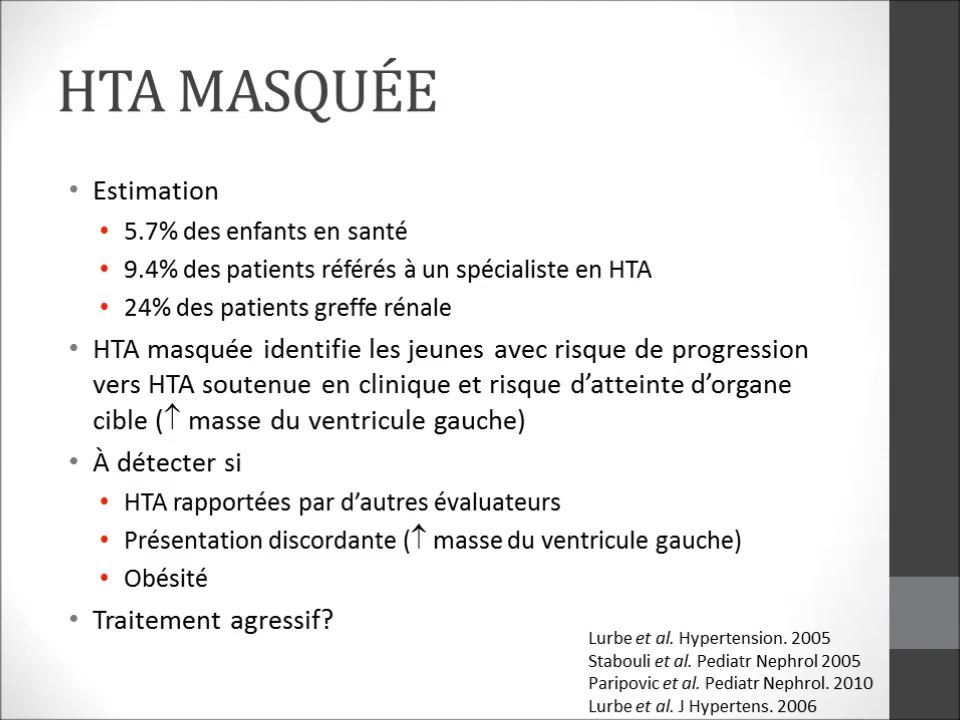 HTA MASQUÉE
• Estimation
• 5.7% des enfants en santé
• 9.4% des patients référés à un spécialiste en HTA
• 24% des patients greffe rénale
• HTA masquée identifie les jeunes avec risque de progression
vers HTA soutenue en clinique et risque d’atteinte d’organe
cible (↑ masse du ventricule gauche)
• À détecter si
• HTA rapportées par d’autres évaluateurs
• Présentation discordante (↑ masse du ventricule gauche)
• Obésité
• Traitement agressif?
Lurbe et al. Hypertension. 2005
Stabouli et al. Pediatr Nephrol 2005
Paripovic et al. Pediatr Nephrol. 2010
Lurbe et al. J Hypertens. 2006